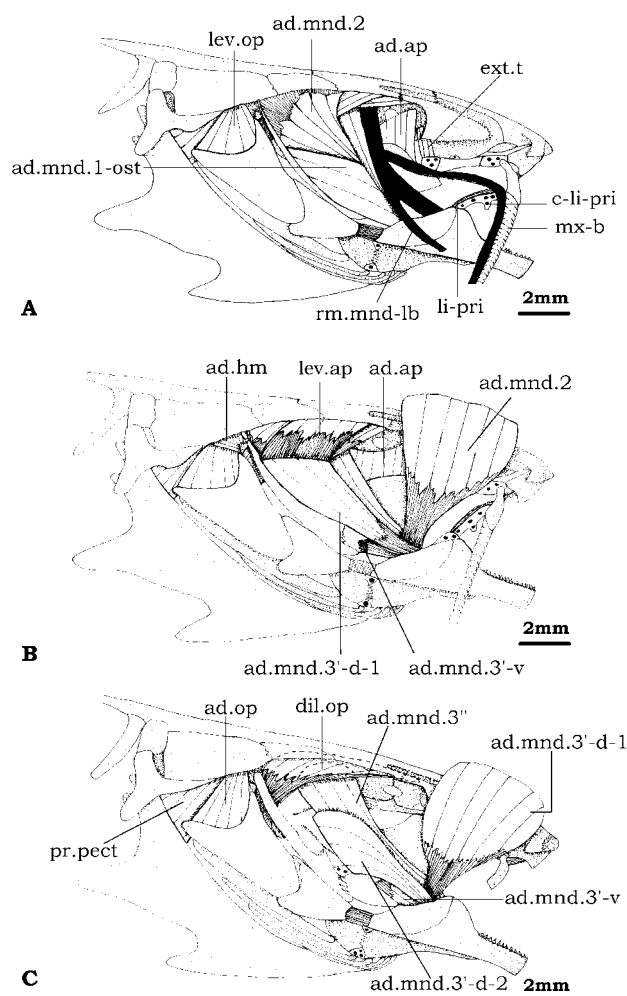 ad.mnd.2
lev.op
ad.ap
ext.t
ad.mnd.1-ost
c-li-pri
mx-b
rm.mnd-lb
li-pri
A
2mm
ad.hm
lev.ap
ad.ap
ad.mnd.2
2mm
B
ad.mnd.3'-d-1
ad.mnd.3'-v
ad.op
dil.op
ad.mnd.3"
ad.mnd.3'-d-1
pr.pect
ad.mnd.3'-v
C
ad.mnd.3'-d-2
2mm